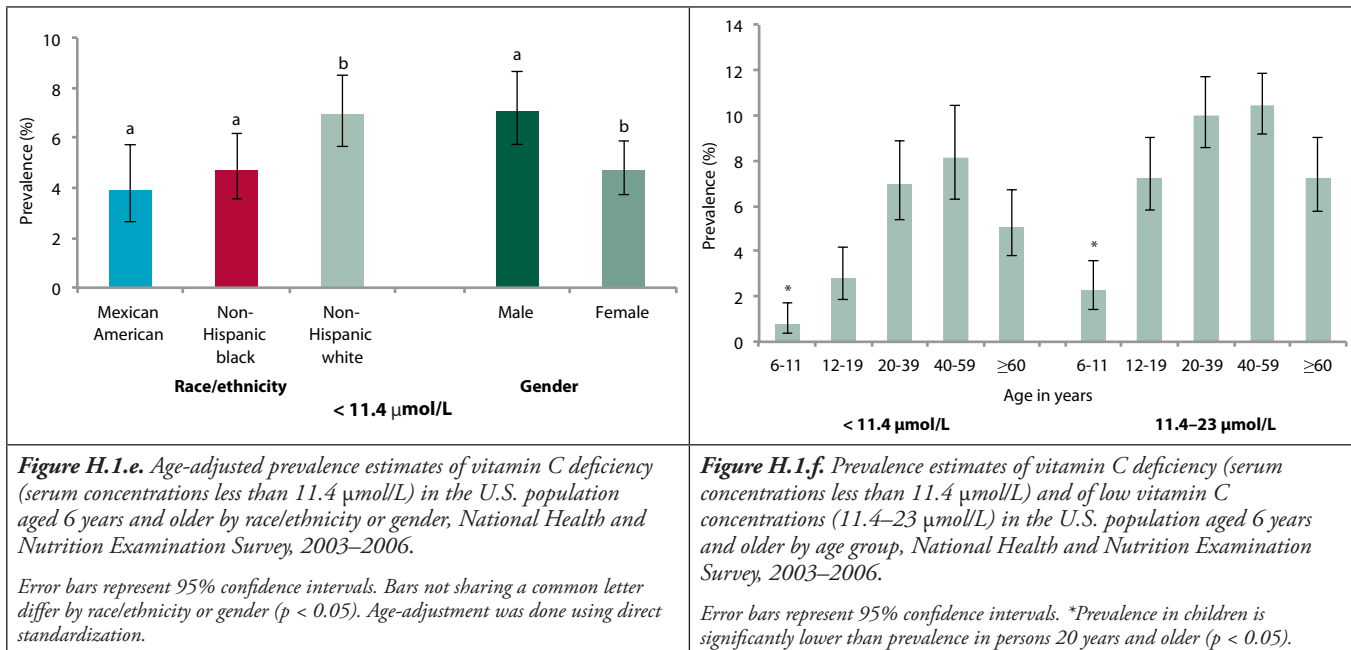 10
8
6
4
2
0
Prevalence (%)
a
a
b
a
b
Mexican
American
Non-
Hispanic
black
Non-
Hispanic
white
Male
Female
Race/ethnicity
Gender
< 11.4 μmol/L
Figure H.1.e. Age-adjusted prevalence estimates of vitamin C deficiency
(serum concentrations less than 11.4 μmol/L) in the U.S. population
aged 6 years and older by race/ethnicity or gender, National Health and
Nutrition Examination Survey, 2003–2006.
Error bars represent 95% confidence intervals. Bars not sharing a common letter
differ by race/ethnicity or gender (p < 0.05). Age-adjustment was done using direct
standardization.
14
12
10
8
6
4
2
0
Prevalence (%)
*
*
6-11 12-19 20-39 40-59 ≥60 6-11 12-19 20-39 40-59 ≥60
Age in years
< 11.4 μmol/L 11.4–23 μmol/L
Figure H.1.f. Prevalence estimates of vitamin C deficiency (serum
concentrations less than 11.4 μmol/L) and of low vitamin C
concentrations (11.4–23 μmol/L) in the U.S. population aged 6 years
and older by age group, National Health and Nutrition Examination
Survey, 2003–2006.
Error bars represent 95% confidence intervals. *Prevalence in children is
significantly lower than prevalence in persons 20 years and older (p < 0.05).